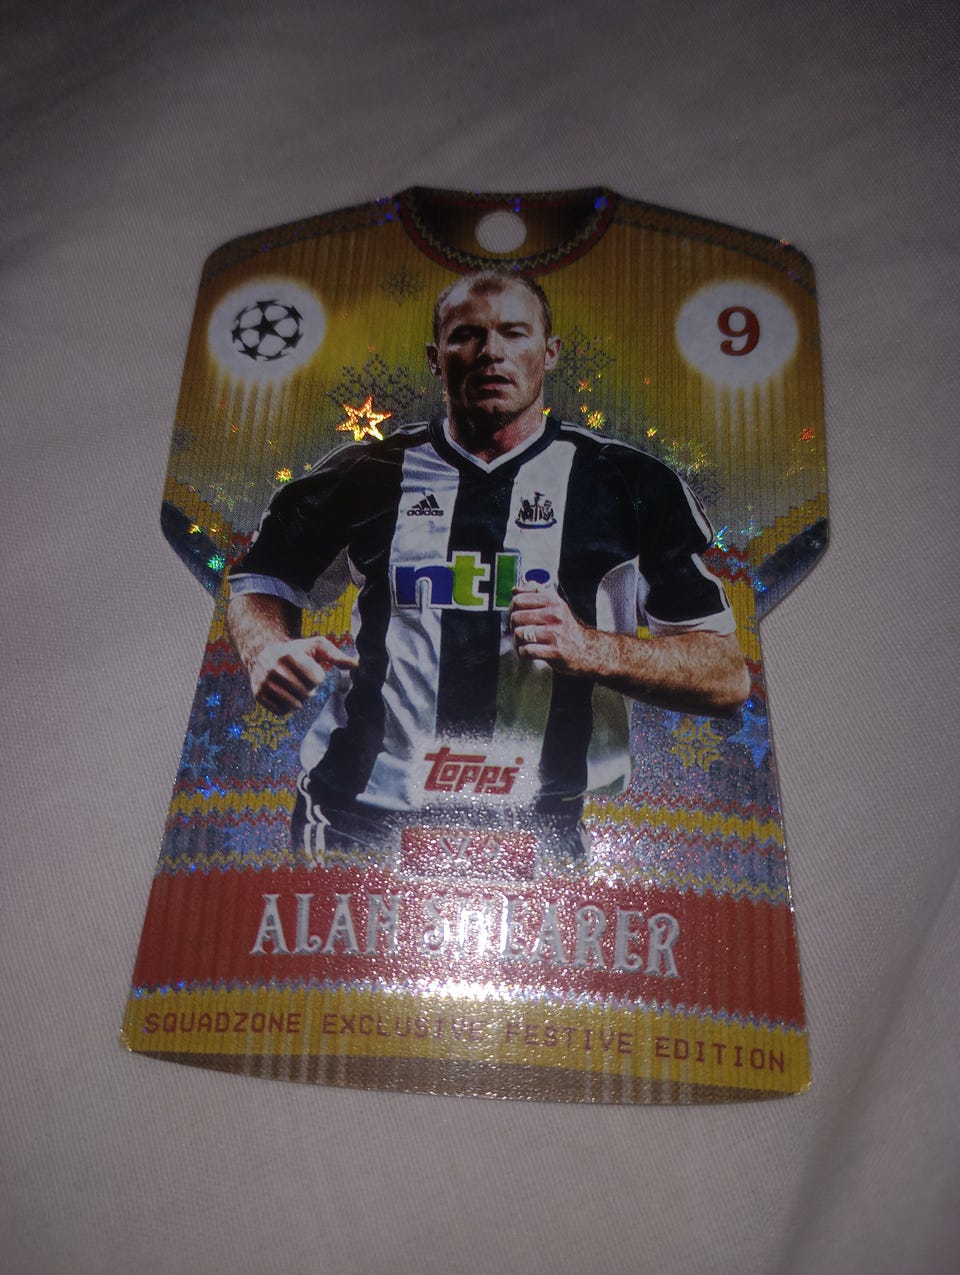 9
adidas
ntl:
Topps
ALAN SHEARER
SQUADZONE EXCLUSIVE FESTIVE EDITION